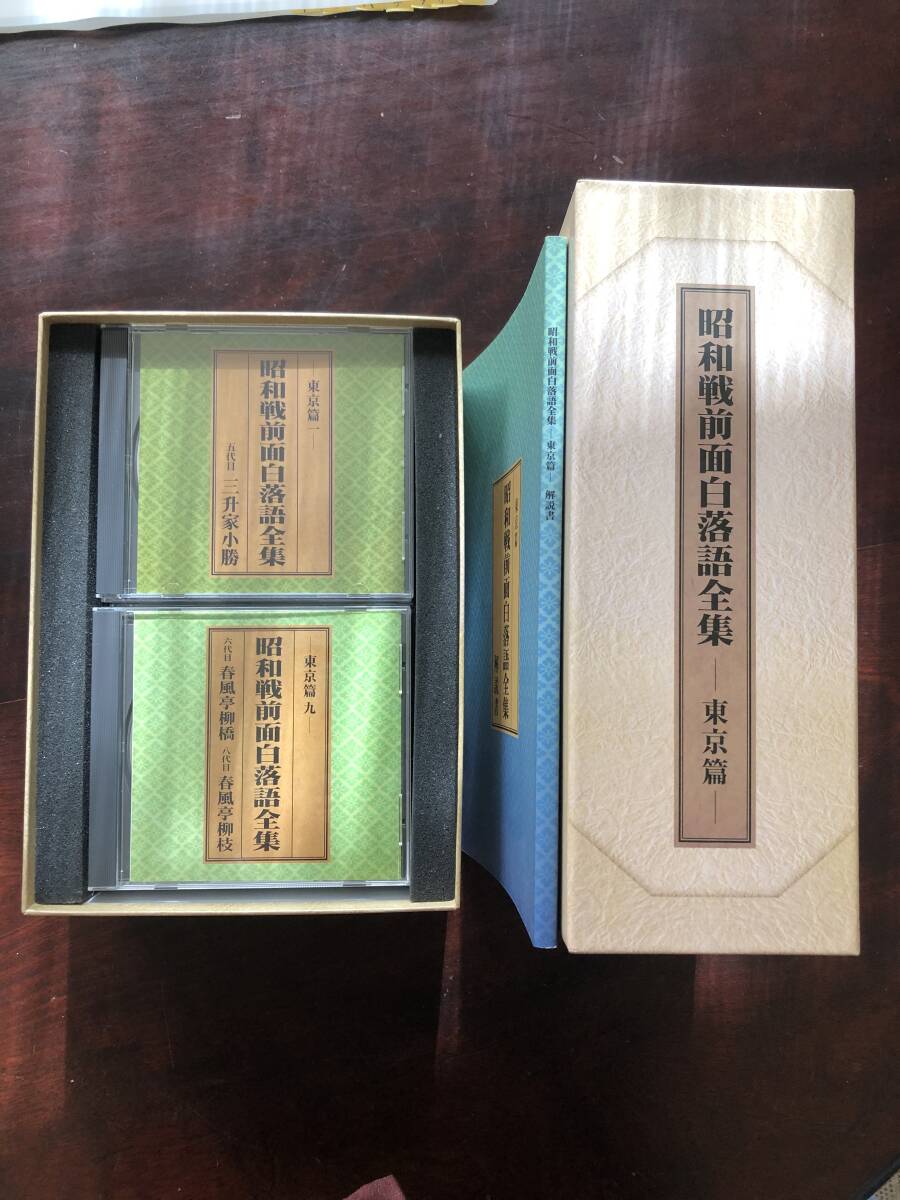 東京篇一
昭和戦前面白落語全集
五代目 三升家小勝
―東京篇 九―
昭和戦前面白落語全集
六代目 春風亭柳橋 八代目 春風亭柳枝
昭和戦前面白落語全集 ―東京篇― 解説書
東京篇
昭和戦前面白落語全集
解説書
昭和戦前面白落語全集 ―東京篇―